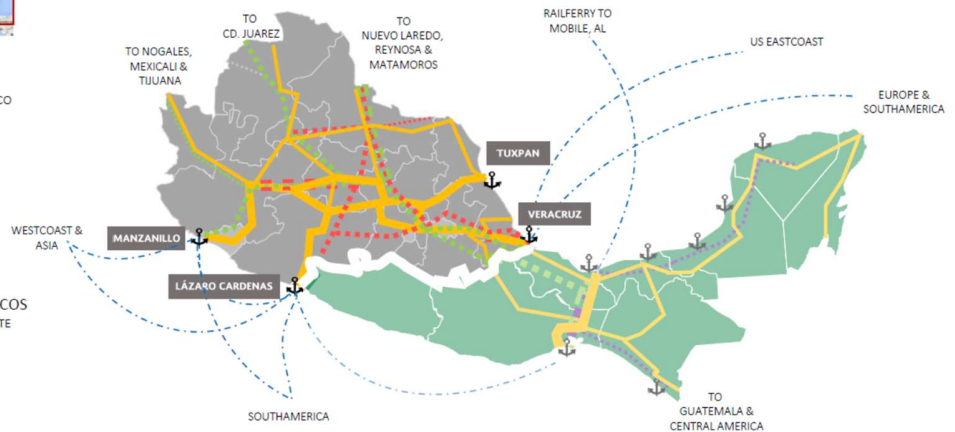 TO
CD. JUAREZ
TO
NUEVO LAREDO,
REYNOSA &
MATAMOROS
RAILFERRY TO
MOBILE, AL
US EASTCOAST
TO NOGALES,
MEXICALI &
TIJUANA
EUROPE &
SOUTHAMERICA
CO
TUXPAN
VERACRUZ
WESTCOAST &
ASIA
MANZANILLO
LÁZARO CARDENAS
COS
TE
SOUTHAMERICA
TO
GUATEMALA &
CENTRAL AMERICA